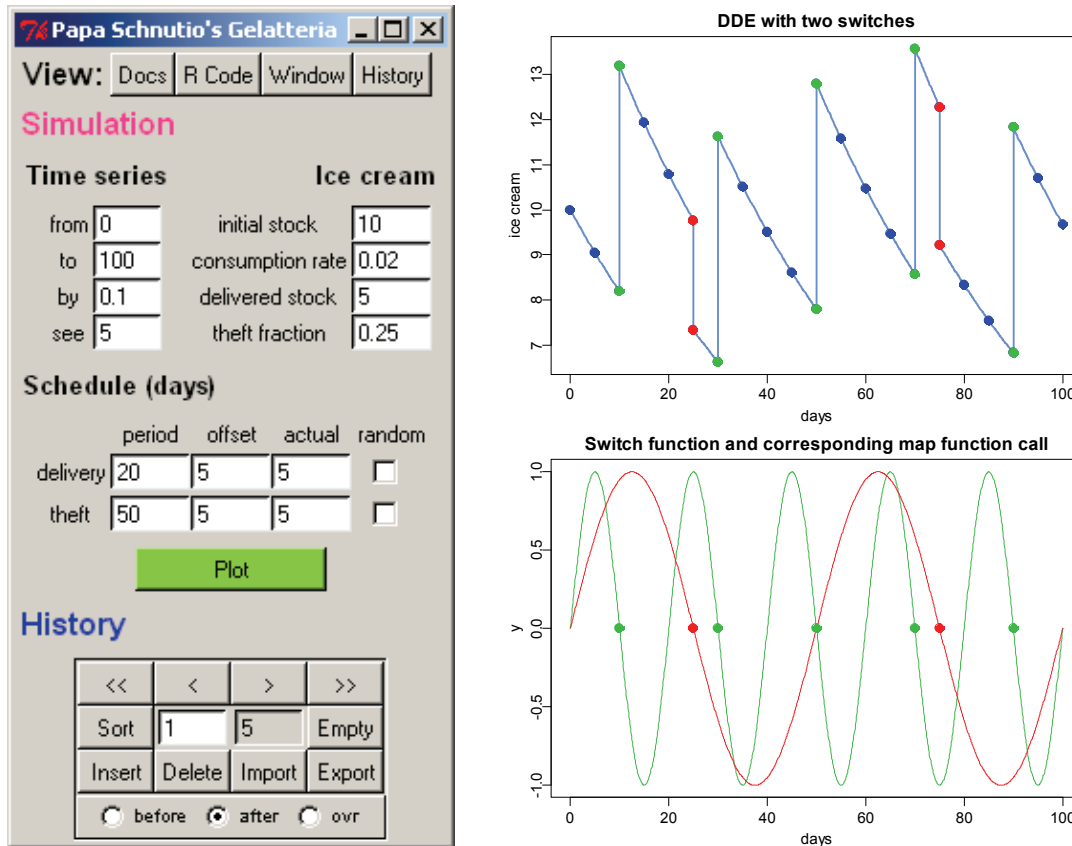 Papa Schnutio's Gelatteria
View: Docs R Code Window History
Simulation
Time series Ice cream
from 0 initial stock 10
to 100 consumption rate 0.02
by 0.1 delivered stock 5
see 5 theft fraction 0.25
Schedule (days)
period offset actual random
delivery 20 5 5
theft 50 5 5
Plot
History
<< < > >>
Sort 1 5 Empty
Insert Delete Import Export
before after ovr
DDE with two switches
13
12
11
10
9
8
7
ice cream
0 20 40 60 80 100
days
Switch function and corresponding map function call
1.0
0.5
0.0
-0.5
-1.0
y
0 20 40 60 80 100
days